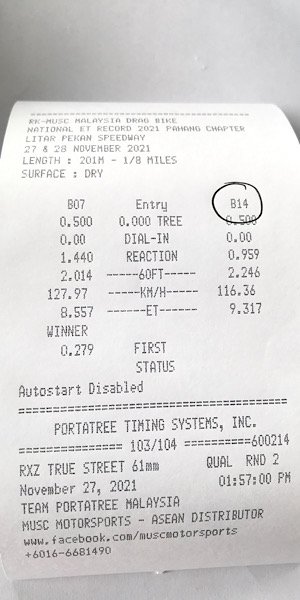 RK-MUSC MALAYSIA DRAG BIKE
NATIONAL ET RECORD 2021 PAHANG CHAPTER
LITAR PEKAN SPEEDWAY
27 & 28 NOVEMBER 2021
LENGTH : 201M - 1/8 MILES
SURFACE : DRY
B07 Entry B14
0.500 0.000 TREE 0.500
0.00 DIAL-IN 0.00
1.440 REACTION 0.959
2.014 -----60FT----- 2.246
127.97 -----KM/H----- 116.36
8.557 ------ET------ 9.317
WINNER
0.279 FIRST
STATUS
Autostart Disabled
======================================
PORTATREE TIMING SYSTEMS, INC.
=============== 103/104 ==========600214
RXZ TRUE STREET 61mm QUAL RND 2
November 27, 2021 01:57:00 PM
TEAM PORTATREE MALAYSIA
MUSC MOTORSPORTS - ASEAN DISTRIBUTOR
www.facebook.com/muscmotorsports
+6016-6681490